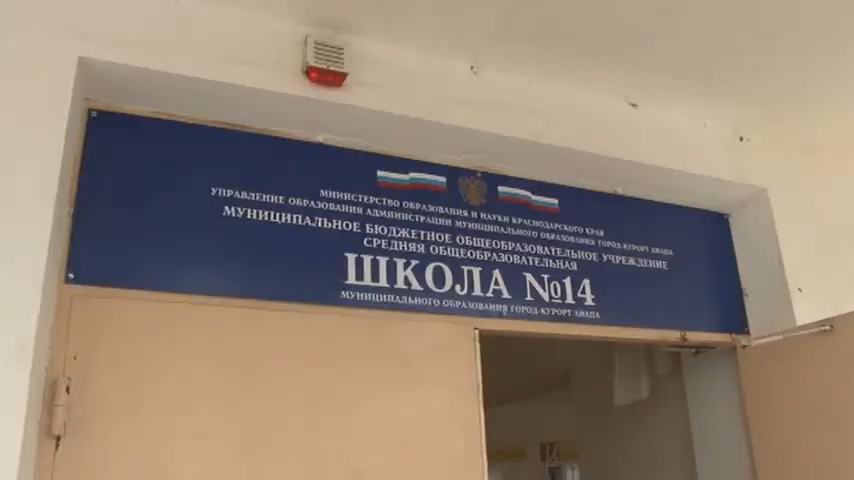 МИНИСТЕРСТВО ОБРАЗОВАНИЯ И НАУКИ КРАСНОДАРСКОГО КРАЯ
УПРАВЛЕНИЕ ОБРАЗОВАНИЯ АДМИНИСТРАЦИИ МУНИЦИПАЛЬНОГО ОБРАЗОВАНИЯ ГОРОД-КУРОРТ АНАПА
МУНИЦИПАЛЬНОЕ БЮДЖЕТНОЕ ОБЩЕОБРАЗОВАТЕЛЬНОЕ УЧРЕЖДЕНИЕ
СРЕДНЯЯ ОБЩЕОБРАЗОВАТЕЛЬНАЯ
ШКОЛА №14
МУНИЦИПАЛЬНОГО ОБРАЗОВАНИЯ ГОРОД-КУРОРТ АНАПА
14